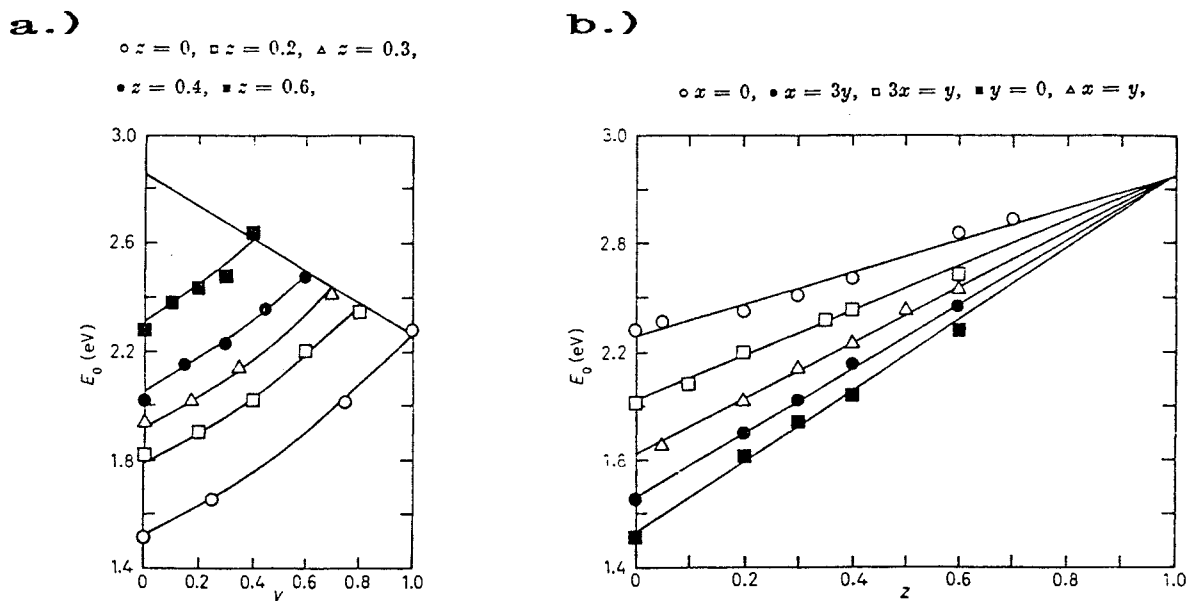 a.)
○ z = 0, □ z = 0.2, △ z = 0.3,
● z = 0.4, ■ z = 0.6,
3.0
2.6
2.2
1.8
1.4
E₀ (eV)
0 0.2 0.4 0.6 0.8 1.0
y
b.)
○ x = 0, ● x = 3y, □ 3x = y, ■ y = 0, △ x = y,
3.0
2.8
2.2
1.8
1.4
E₀ (eV)
0 0.2 0.4 0.6 0.8 1.0
z